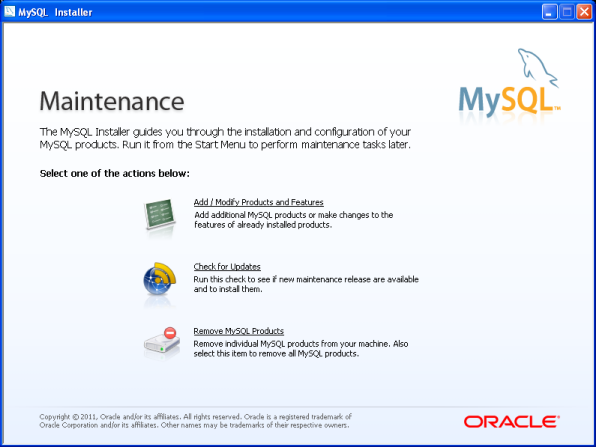 MySQL Installer
MySQL™
Maintenance
The MySQL Installer guides you through the installation and configuration of your
MySQL products. Run it from the Start Menu to perform maintenance tasks later.
Select one of the actions below:
Add / Modify Products and Features
Add additional MySQL products or make changes to the
features of already installed products.
Check for Updates
Run this check to see if new maintenance release are available
and to install them.
Remove MySQL Products
Remove individual MySQL products from your machine. Also
select this item to remove all MySQL products.
Copyright © 2011, Oracle and/or its affiliates. All rights reserved. Oracle is a registered trademark of
Oracle Corporation and/or its affiliates. Other names may be trademarks of their respective owners.
ORACLE